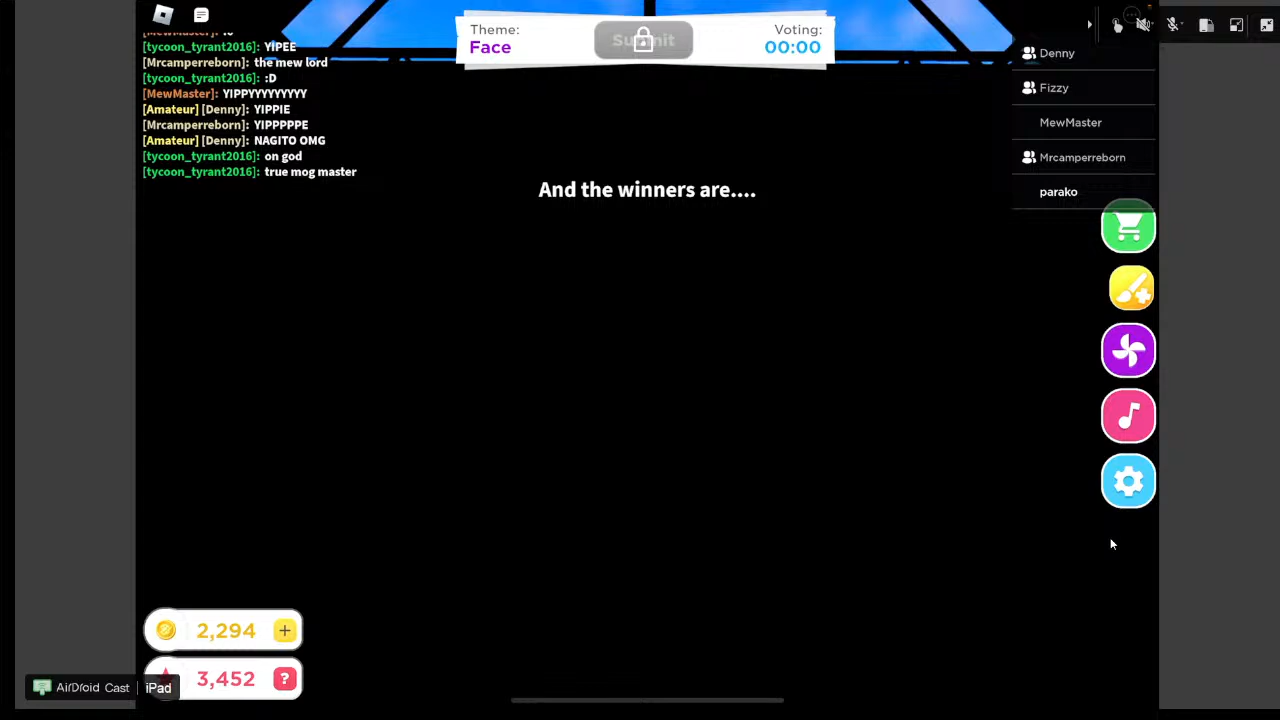 [tycoon_tyrant2016]: YIPEE
[Mrcamperreborn]: the mew lord
[tycoon_tyrant2016]: :D
[MewMaster]: YIPPYYYYYYYYY
[Amateur] [Denny]: YIPPIE
[Mrcamperreborn]: YIPPPPPE
[Amateur] [Denny]: NAGITO OMG
[tycoon_tyrant2016]: on god
[tycoon_tyrant2016]: true mog master
Theme:
Face
Submit
Voting:
00:00
Denny
Fizzy
MewMaster
Mrcamperreborn
parako
And the winners are....
2,294 +
3,452 ?
AirDroid Cast | iPad